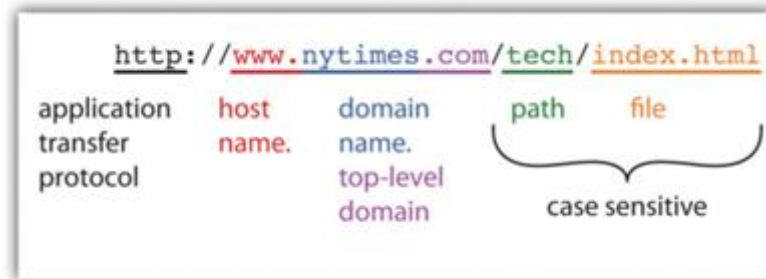 http://www.nytimes.com/tech/index.html
application host domain path file
transfer name. name.
protocol top-level
domain
case sensitive